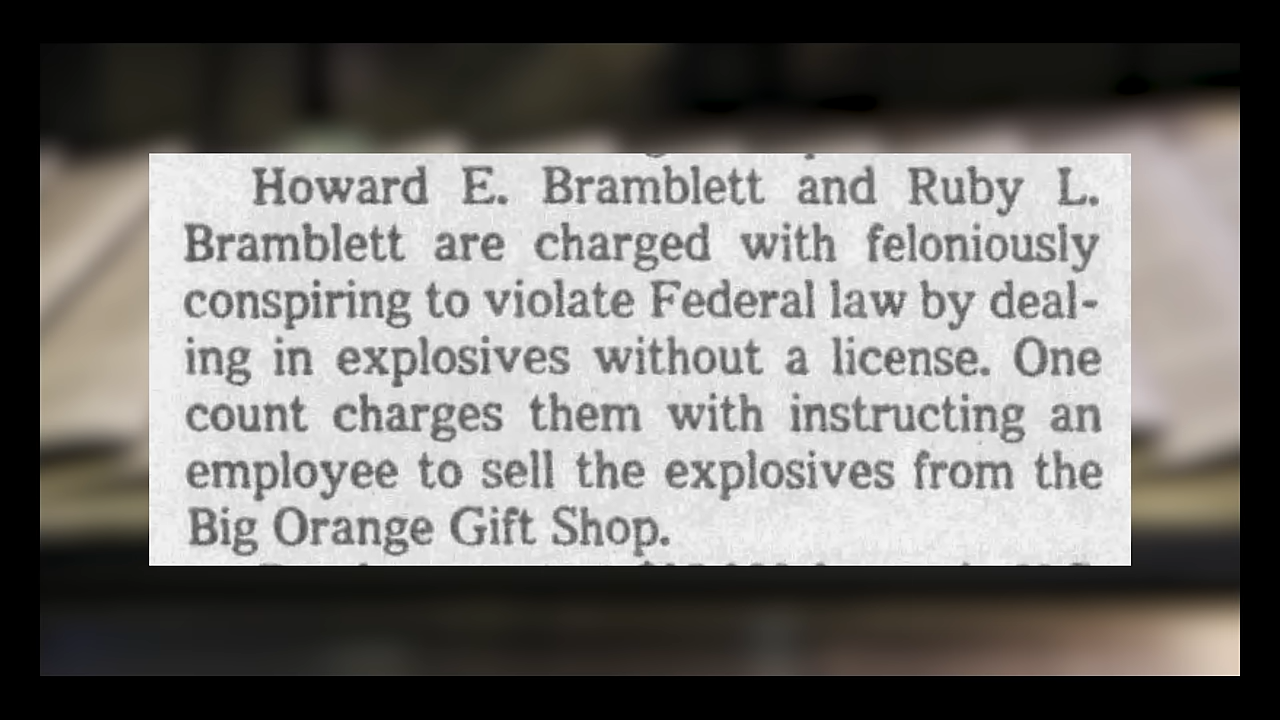 Howard E. Bramblett and Ruby L.
Bramblett are charged with feloniously
conspiring to violate Federal law by deal-
ing in explosives without a license. One
count charges them with instructing an
employee to sell the explosives from the
Big Orange Gift Shop.